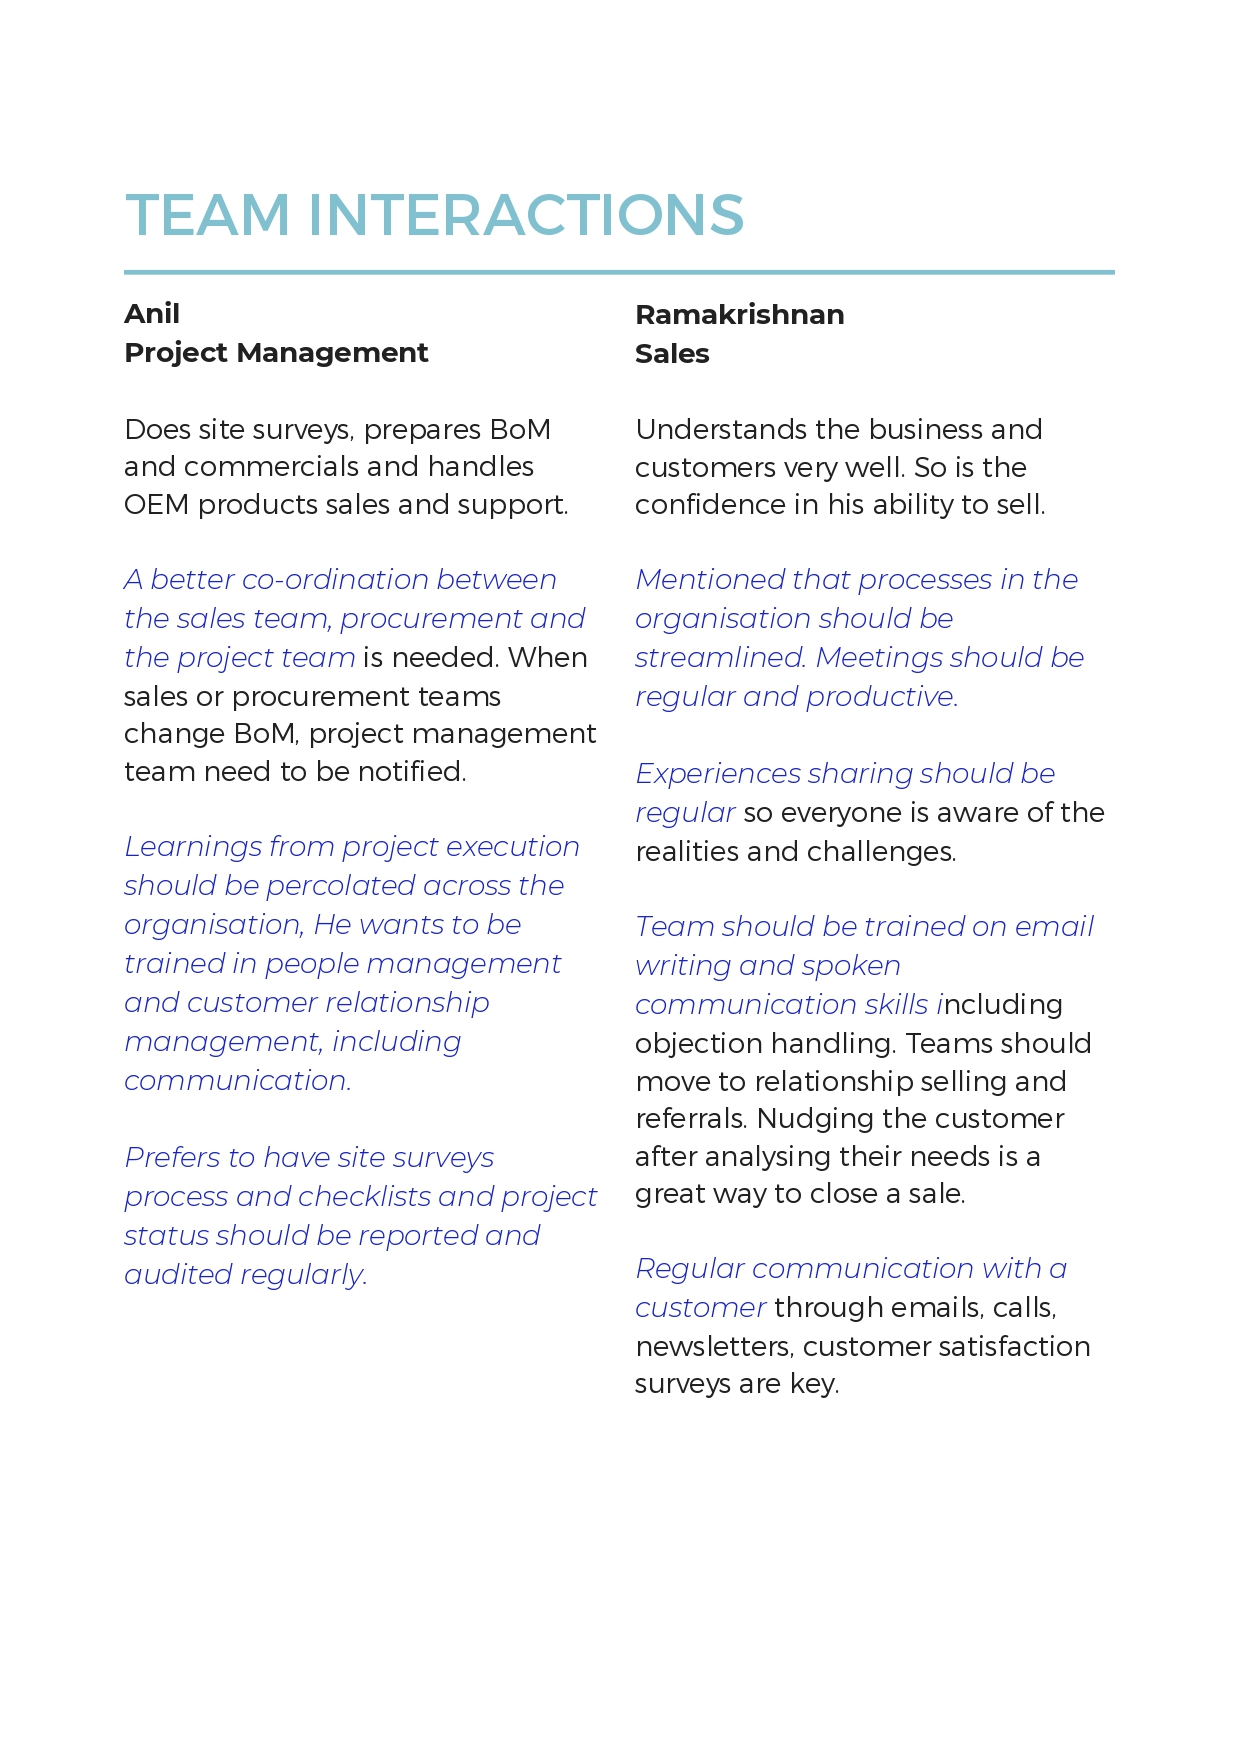 TEAM INTERACTIONS
Anil
Project Management
Does site surveys, prepares BoM
and commercials and handles
OEM products sales and support.
A better co-ordination between
the sales team, procurement and
the project team is needed. When
sales or procurement teams
change BoM, project management
team need to be notified.
Learnings from project execution
should be percolated across the
organisation, He wants to be
trained in people management
and customer relationship
management, including
communication.
Prefers to have site surveys
process and checklists and project
status should be reported and
audited regularly.
Ramakrishnan
Sales
Understands the business and
customers very well. So is the
confidence in his ability to sell.
Mentioned that processes in the
organisation should be
streamlined. Meetings should be
regular and productive.
Experiences sharing should be
regular so everyone is aware of the
realities and challenges.
Team should be trained on email
writing and spoken
communication skills including
objection handling. Teams should
move to relationship selling and
referrals. Nudging the customer
after analysing their needs is a
great way to close a sale.
Regular communication with a
customer through emails, calls,
newsletters, customer satisfaction
surveys are key.